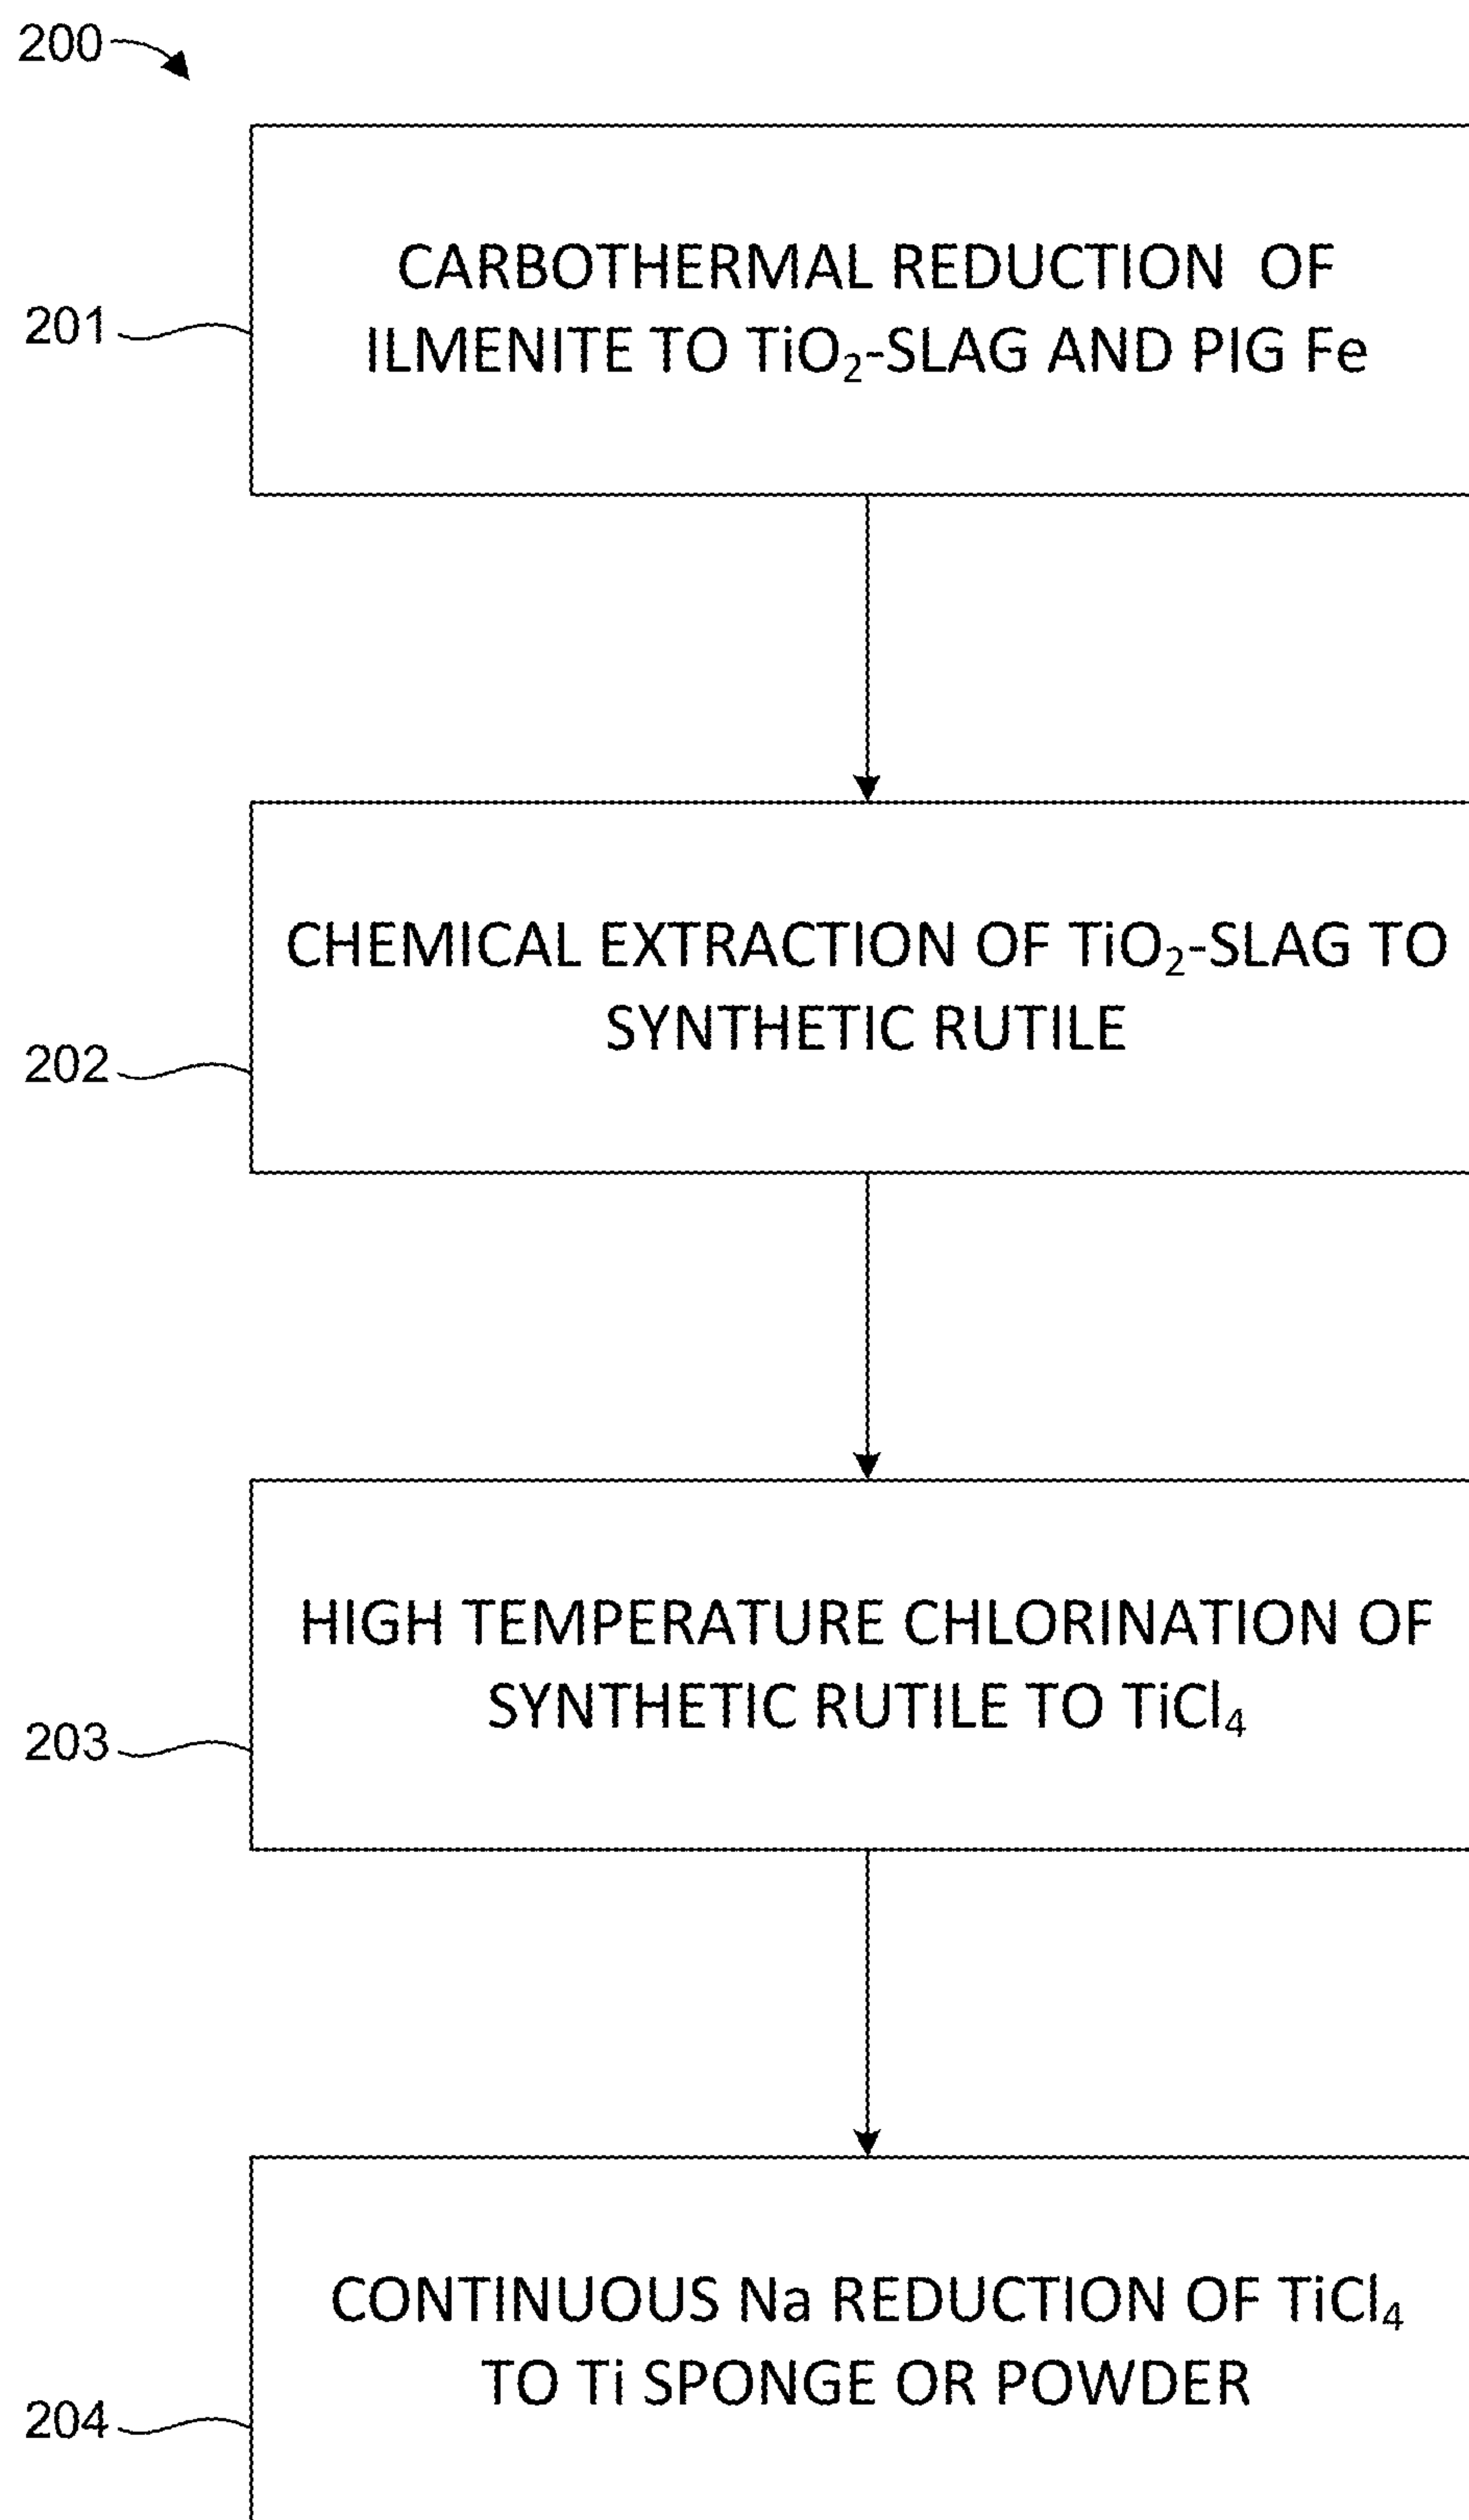 200
CARBOTHERMAL REDUCTION OF
ILMENITE TO TiO₂-SLAG AND PIG Fe
201
CHEMICAL EXTRACTION OF TiO₂-SLAG TO
SYNTHETIC RUTILE
202
HIGH TEMPERATURE CHLORINATION OF
SYNTHETIC RUTILE TO TiCl₄
203
CONTINUOUS Na REDUCTION OF TiCl₄
TO Ti SPONGE OR POWDER
204